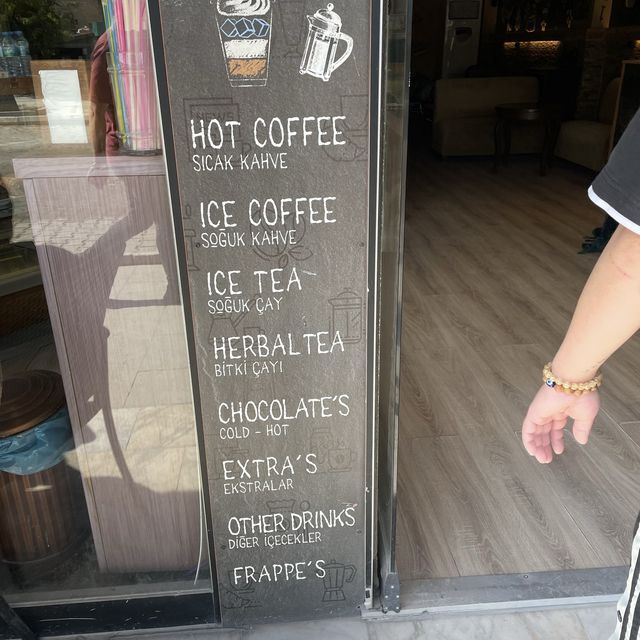 HOT COFFEE
SICAK KAHVE
ICE COFFEE
SOĞUK KAHVE
ICE TEA
SOĞUK ÇAY
HERBALTEA
BİTKİ ÇAYI
CHOCOLATE'S
COLD - HOT
EXTRA'S
EKSTRALAR
OTHER DRINKS
DİĞER İÇECEKLER
FRAPPE'S